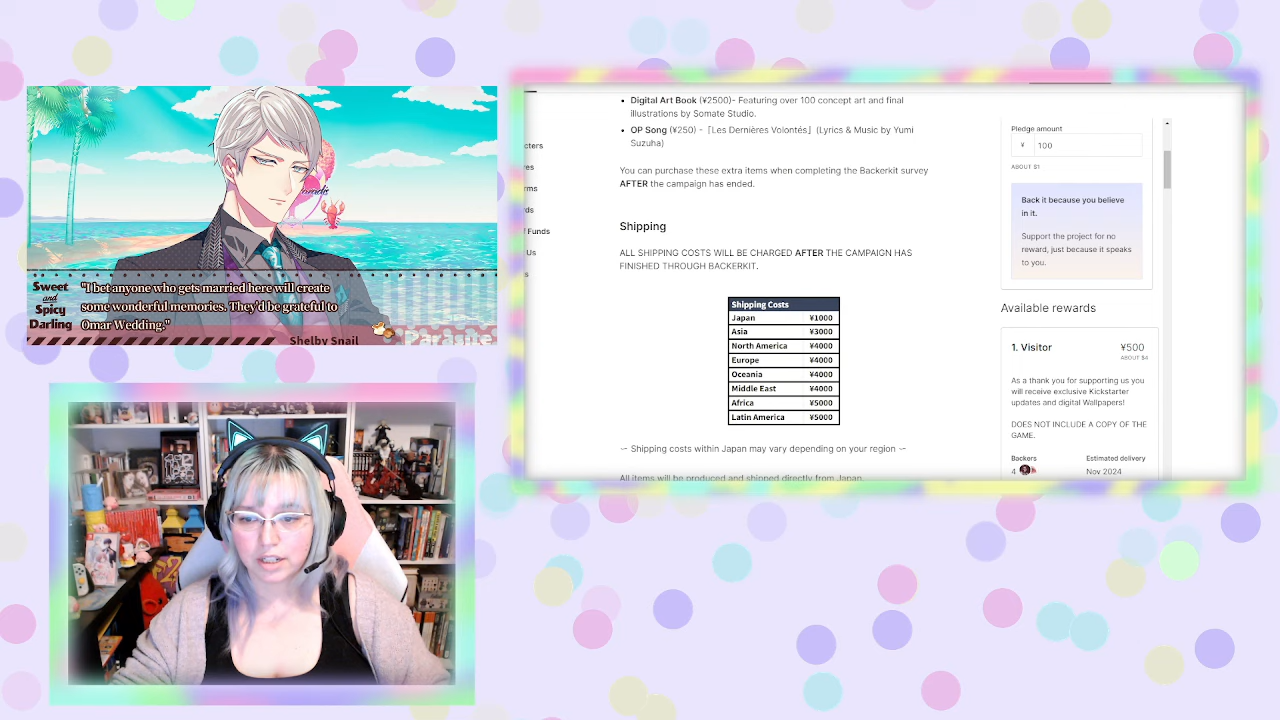 aradis
Sweet
and
Spicy
Darling
"I bet anyone who gets married here will create
some wonderful memories. They'd be grateful to
Omar Wedding."
Shelby Snail
Parasite
Digital Art Book (¥2500)- Featuring over 100 concept art and final
illustrations by Somate Studio.
OP Song (¥250) - 「Les Dernières Volontés」 (Lyrics & Music by Yumi
Suzuha)
You can purchase these extra items when completing the Backerkit survey
AFTER the campaign has ended.
Shipping
ALL SHIPPING COSTS WILL BE CHARGED AFTER THE CAMPAIGN HAS
FINISHED THROUGH BACKERKIT.
Shipping Costs
Japan ¥1000
Asia ¥3000
North America ¥4000
Europe ¥4000
Oceania ¥4000
Middle East ¥4000
Africa ¥5000
Latin America ¥5000
~- Shipping costs within Japan may vary depending on your region -~
All items will be produced and shipped directly from Japan.
cters
es
rms
rds
f Funds
Us
s
Pledge amount
¥ 100
ABOUT $1
Back it because you believe
in it.
Support the project for no
reward, just because it speaks
to you.
Available rewards
1. Visitor ¥500
ABOUT $4
As a thank you for supporting us you
will receive exclusive Kickstarter
updates and digital Wallpapers!
DOES NOT INCLUDE A COPY OF THE
GAME.
Backers Estimated delivery
4 Nov 2024